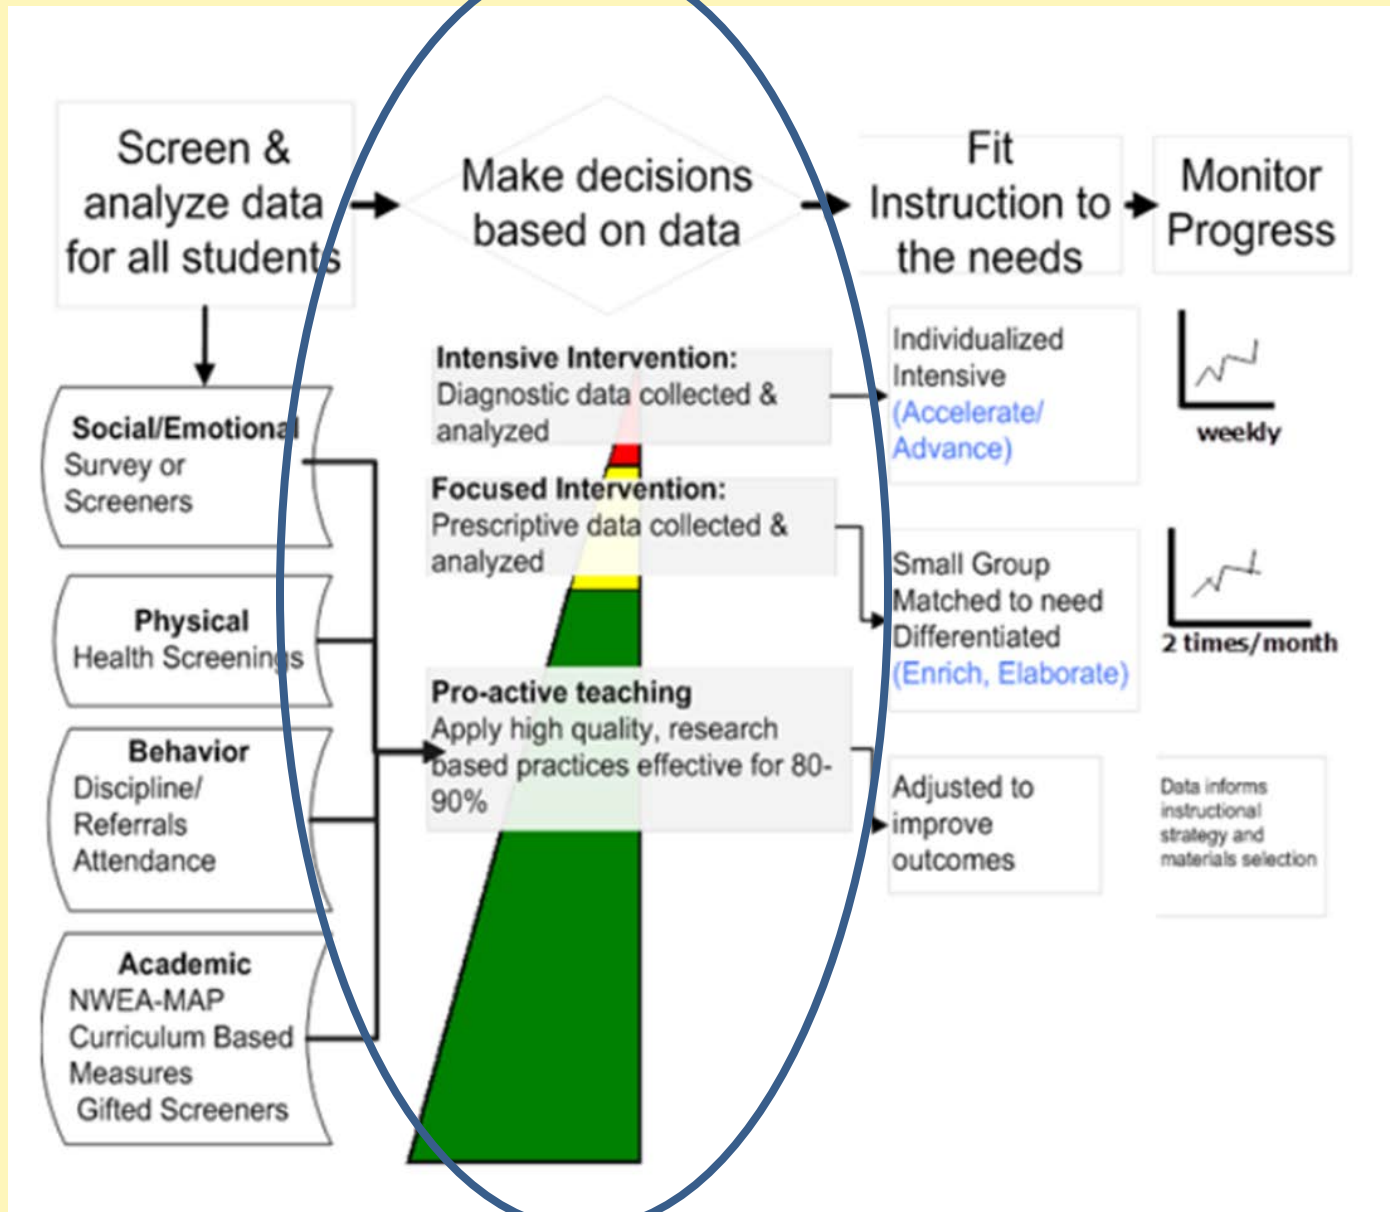 Screen &
analyze data
for all students
Make decisions
based on data
Fit
Instruction to
the needs
Monitor
Progress
Social/Emotional
Survey or
Screeners
Physical
Health Screenings
Behavior
Discipline/
Referrals
Attendance
Academic
NWEA-MAP
Curriculum Based
Measures
Gifted Screeners
Intensive Intervention:
Diagnostic data collected &
analyzed
Focused Intervention:
Prescriptive data collected &
analyzed
Pro-active teaching
Apply high quality, research
based practices effective for 80-
90%
Individualized
Intensive
(Accelerate/
Advance)
Small Group
Matched to need
Differentiated
(Enrich, Elaborate)
Adjusted to
improve
outcomes
weekly
2 times/month
Data informs
instructional
strategy and
materials selection